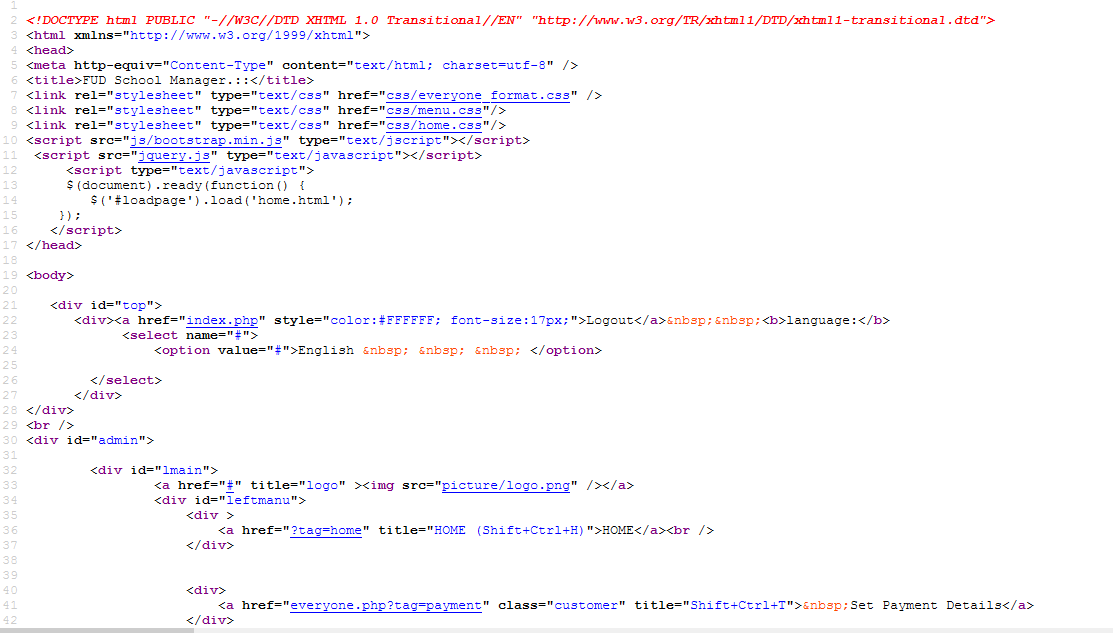 1
2 <!DOCTYPE html PUBLIC "-//W3C//DTD XHTML 1.0 Transitional//EN" "http://www.w3.org/TR/xhtml1/DTD/xhtml1-transitional.dtd">
3 <html xmlns="http://www.w3.org/1999/xhtml">
4 <head>
5 <meta http-equiv="Content-Type" content="text/html; charset=utf-8" />
6 <title>FUD School Manager.::</title>
7 <link rel="stylesheet" type="text/css" href="css/everyone_format.css" />
8 <link rel="stylesheet" type="text/css" href="css/menu.css"/>
9 <link rel="stylesheet" type="text/css" href="css/home.css"/>
10 <script src="js/bootstrap.min.js" type="text/jscript"></script>
11  <script src="jquery.js" type="text/javascript"></script>
12      <script type="text/javascript">
13      $(document).ready(function() {
14         $('#loadpage').load('home.html');
15     });
16    </script>
17 </head>
18
19 <body>
20
21    <div id="top">
22       <div><a href="index.php" style="color:#FFFFFF; font-size:17px;">Logout</a>&nbsp;&nbsp;<b>language:</b>
23             <select name="#">
24                 <option value="#">English &nbsp; &nbsp; &nbsp; </option>
25
26         </select>
27       </div>
28 </div>
29 <br />
30 <div id="admin">
31
32         <div id="lmain">
33                 <a href="#" title="logo" ><img src="picture/logo.png" /></a>
34                 <div id="leftmanu">
35                     <div >
36                         <a href="?tag=home" title="HOME (Shift+Ctrl+H)">HOME</a><br />
37                     </div>
38
39
40                     <div>
41                         <a href="everyone.php?tag=payment" class="customer" title="Shift+Ctrl+T">&nbsp;Set Payment Details</a>
42                     </div>